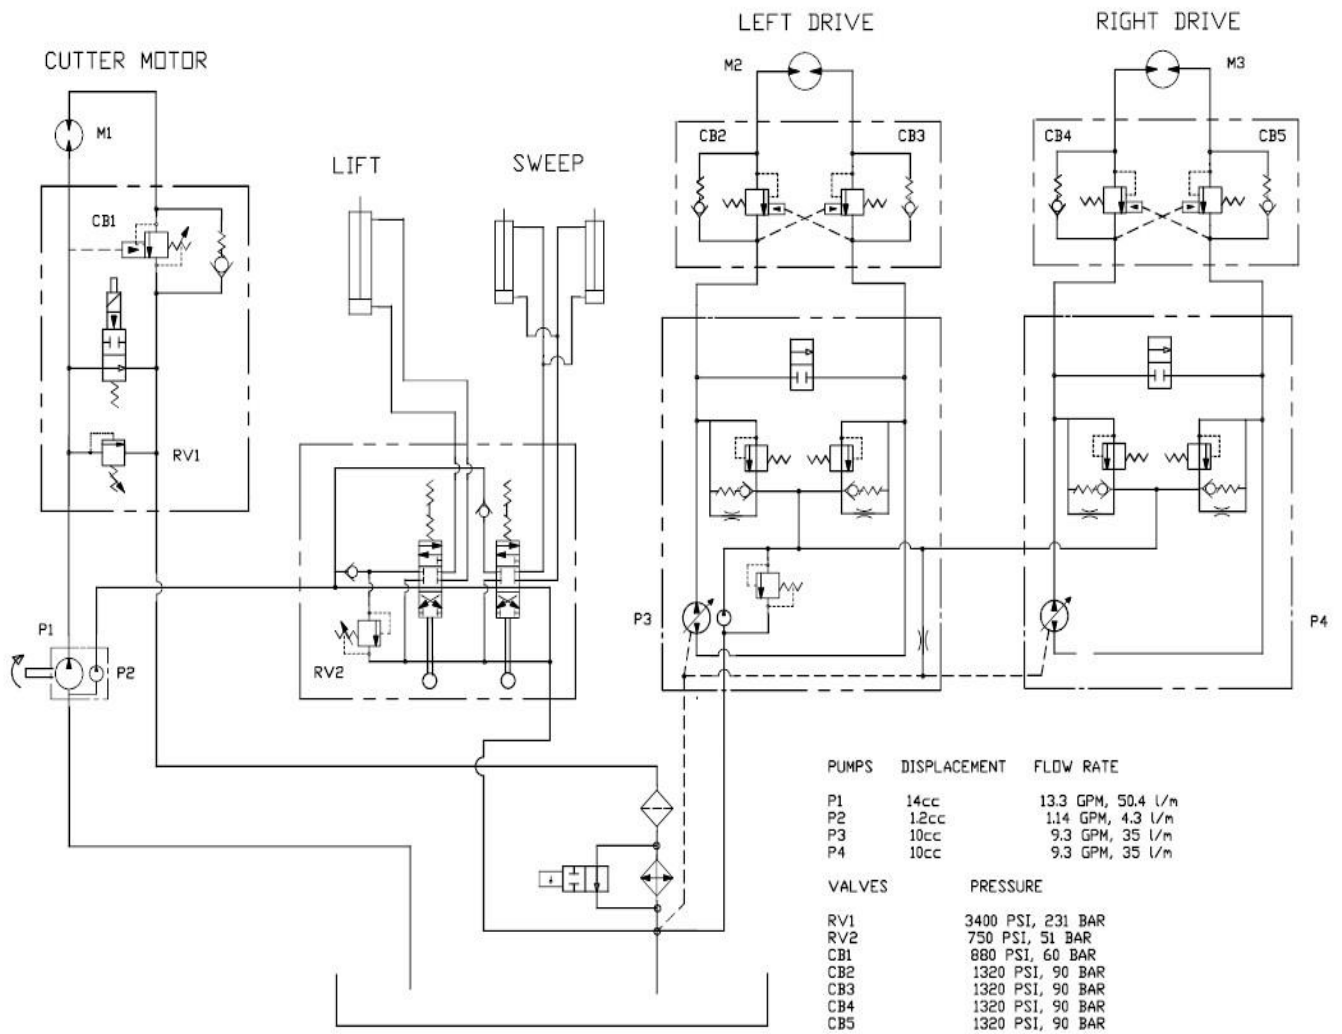 LEFT DRIVE
RIGHT DRIVE
CUTTER MOTOR
M2
M3
M1
CB2
CB3
CB4
CB5
LIFT
SWEEP
CB1
RV1
P1
P2
RV2
P3
P4
PUMPS DISPLACEMENT FLOW RATE
P1 14cc 13.3 GPM, 50.4 l/m
P2 1.2cc 1.14 GPM, 4.3 l/m
P3 10cc 9.3 GPM, 35 l/m
P4 10cc 9.3 GPM, 35 l/m
VALVES PRESSURE
RV1 3400 PSI, 231 BAR
RV2 750 PSI, 51 BAR
CB1 880 PSI, 60 BAR
CB2 1320 PSI, 90 BAR
CB3 1320 PSI, 90 BAR
CB4 1320 PSI, 90 BAR
CB5 1320 PSI, 90 BAR